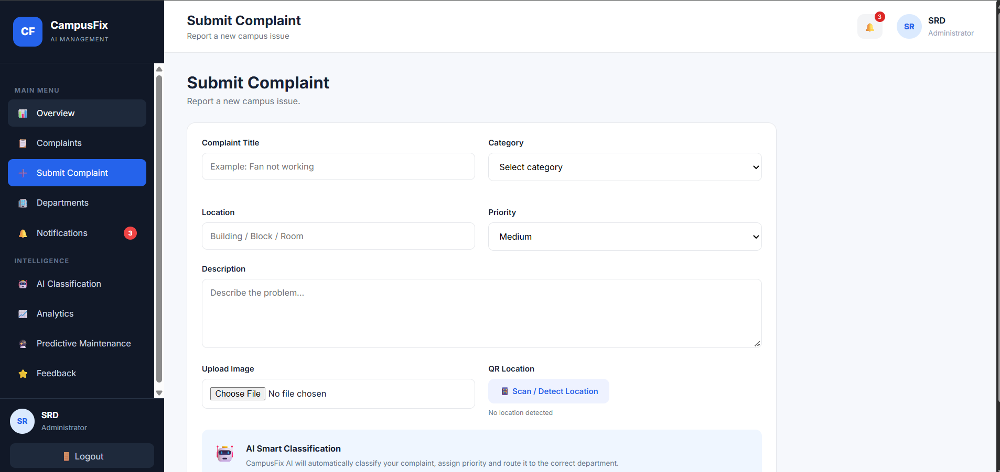 CF
CampusFix
AI MANAGEMENT
MAIN MENU
Overview
Complaints
Submit Complaint
Departments
Notifications 3
INTELLIGENCE
AI Classification
Analytics
Predictive Maintenance
Feedback
SR
SRD
Administrator
Logout
Submit Complaint
Report a new campus issue
3
SR
SRD
Administrator
Submit Complaint
Report a new campus issue.
Complaint Title
Example: Fan not working
Category
Select category
Location
Building / Block / Room
Priority
Medium
Description
Describe the problem...
Upload Image
Choose File No file chosen
QR Location
Scan / Detect Location
No location detected
AI Smart Classification
CampusFix AI will automatically classify your complaint, assign priority and route it to the correct department.